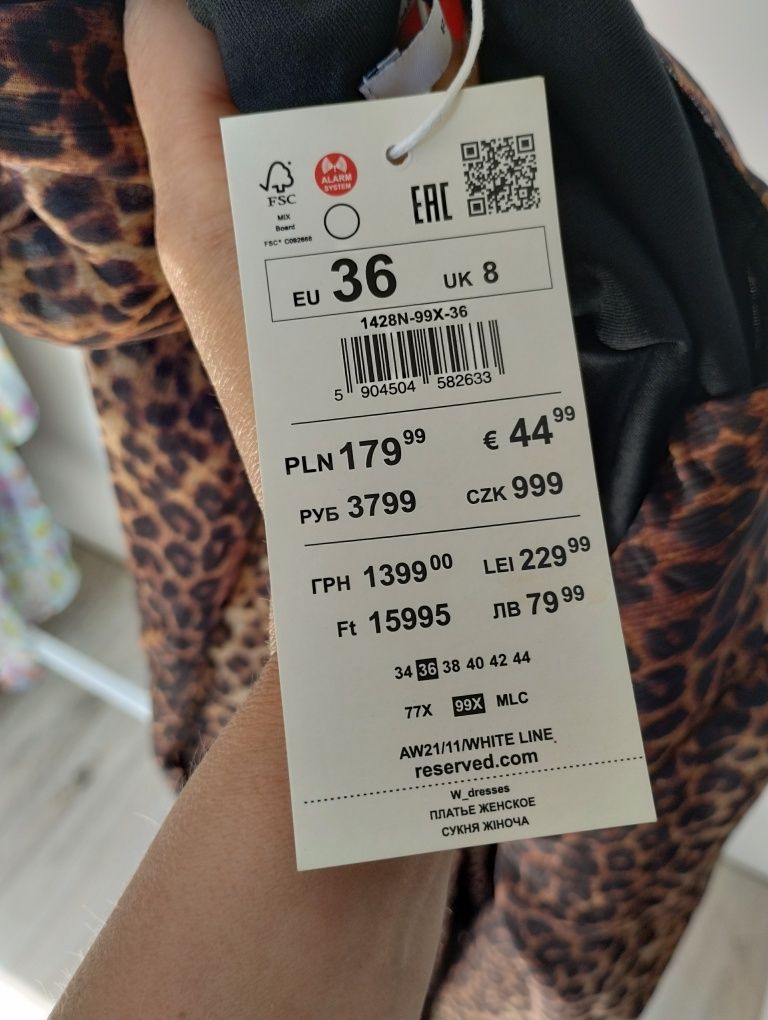 FSC
MIX
Board
FSC® C092666
ALARM
SYSTEM
EAC
EU 36 UK 8
1428N-99X-36
5 904504 582633
PLN 179 99 € 44 99
РУБ 3799 CZK 999
ГРН 1399 00 LEI 229 99
Ft 15995 ЛВ 79 99
34 36 38 40 42 44
77X 99X MLC
AW21/11/WHITE LINE
reserved.com
W_dresses
ПЛАТЬЕ ЖЕНСКОЕ
СУКНЯ ЖІНОЧА